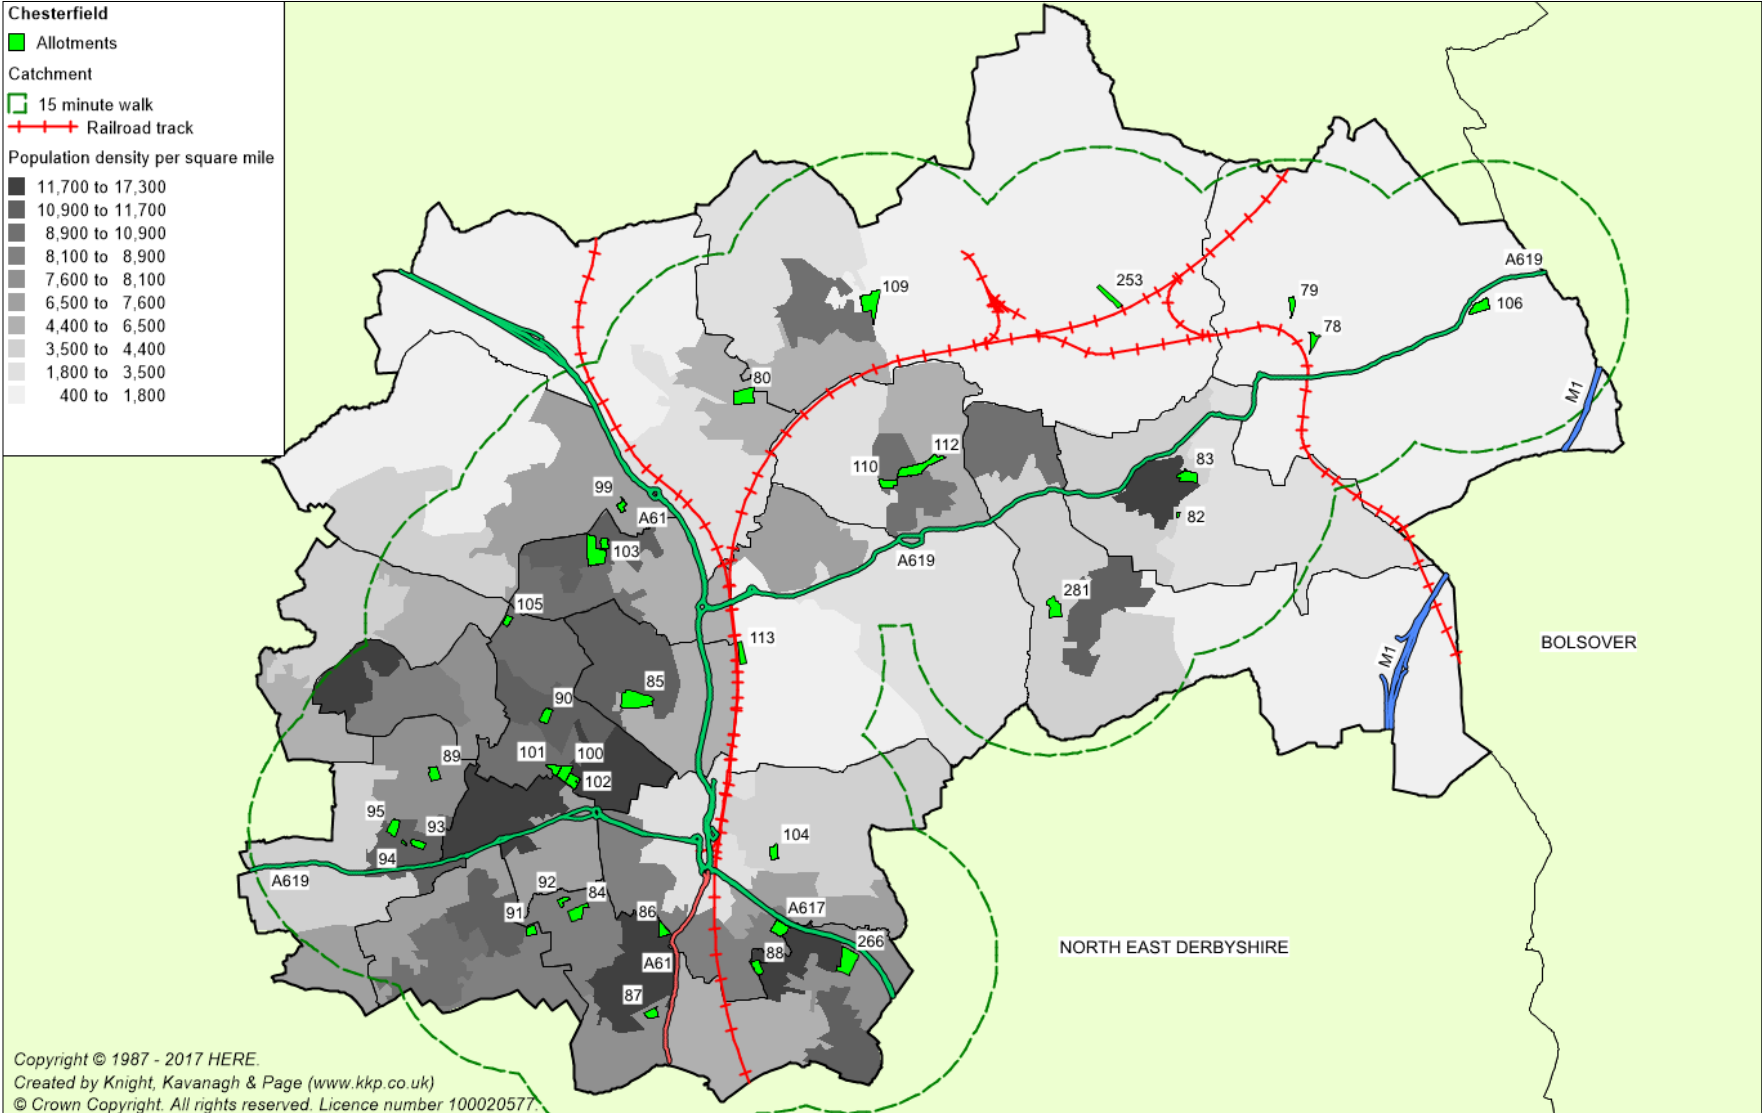 Chesterfield
Allotments
Catchment
15 minute walk
Railroad track
Population density per square mile
11,700 to 17,300
10,900 to 11,700
8,900 to 10,900
8,100 to 8,900
7,600 to 8,100
6,500 to 7,600
4,400 to 6,500
3,500 to 4,400
1,800 to 3,500
400 to 1,800
A619
109
253
79
106
78
80
M1
112
110
83
99
A61
82
103
A619
281
105
113
BOLSOVER
M1
85
90
89
101
100
102
95
93
104
94
A619
92
84
91
86
A617
266
NORTH EAST DERBYSHIRE
88
A61
87
Copyright © 1987 - 2017 HERE.
Created by Knight, Kavanagh & Page (www.kkp.co.uk)
© Crown Copyright. All rights reserved. Licence number 100020577.